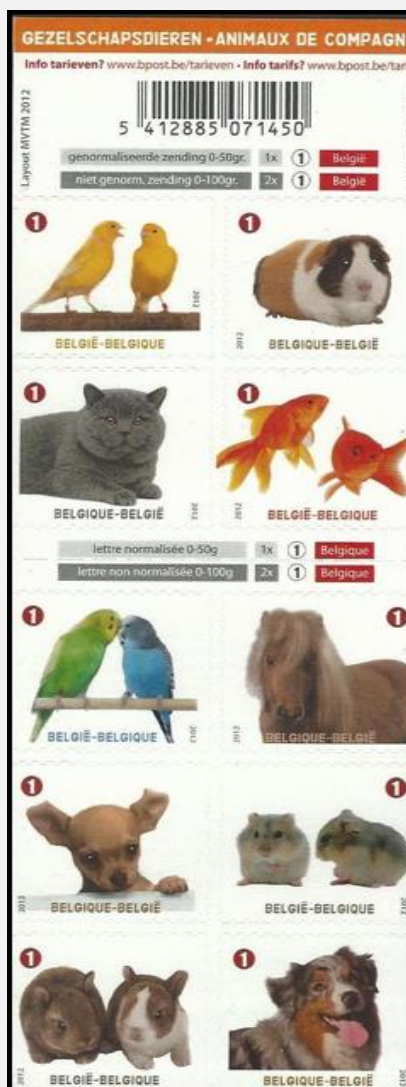 GEZELSCHAPSDIEREN • ANIMAUX DE COMPAGN
Info tarieven? www.bpost.be/tarieven • Info tarifs? www.bpost.be/tar
Layout MVTM 2012
5 412885 071450
genormaliseerde zending 0-50gr. 1x 1 België
niet genorm. zending 0-100gr. 2x 1 België
1
2012
BELGIË-BELGIQUE
1
2012
BELGIQUE-BELGIË
1
BELGIQUE-BELGIË
2012
1
2012
BELGIË-BELGIQUE
lettre normalisée 0-50g 1x 1 Belgique
lettre non normalisée 0-100g 2x 1 Belgique
1
BELGIË-BELGIQUE
2012
1
2012
BELGIQUE-BELGIË
1
2012
BELGIQUE-BELGIË
1
BELGIË-BELGIQUE
2012
1
2012
BELGIË-BELGIQUE
1
2012
BELGIQUE-BELGIË